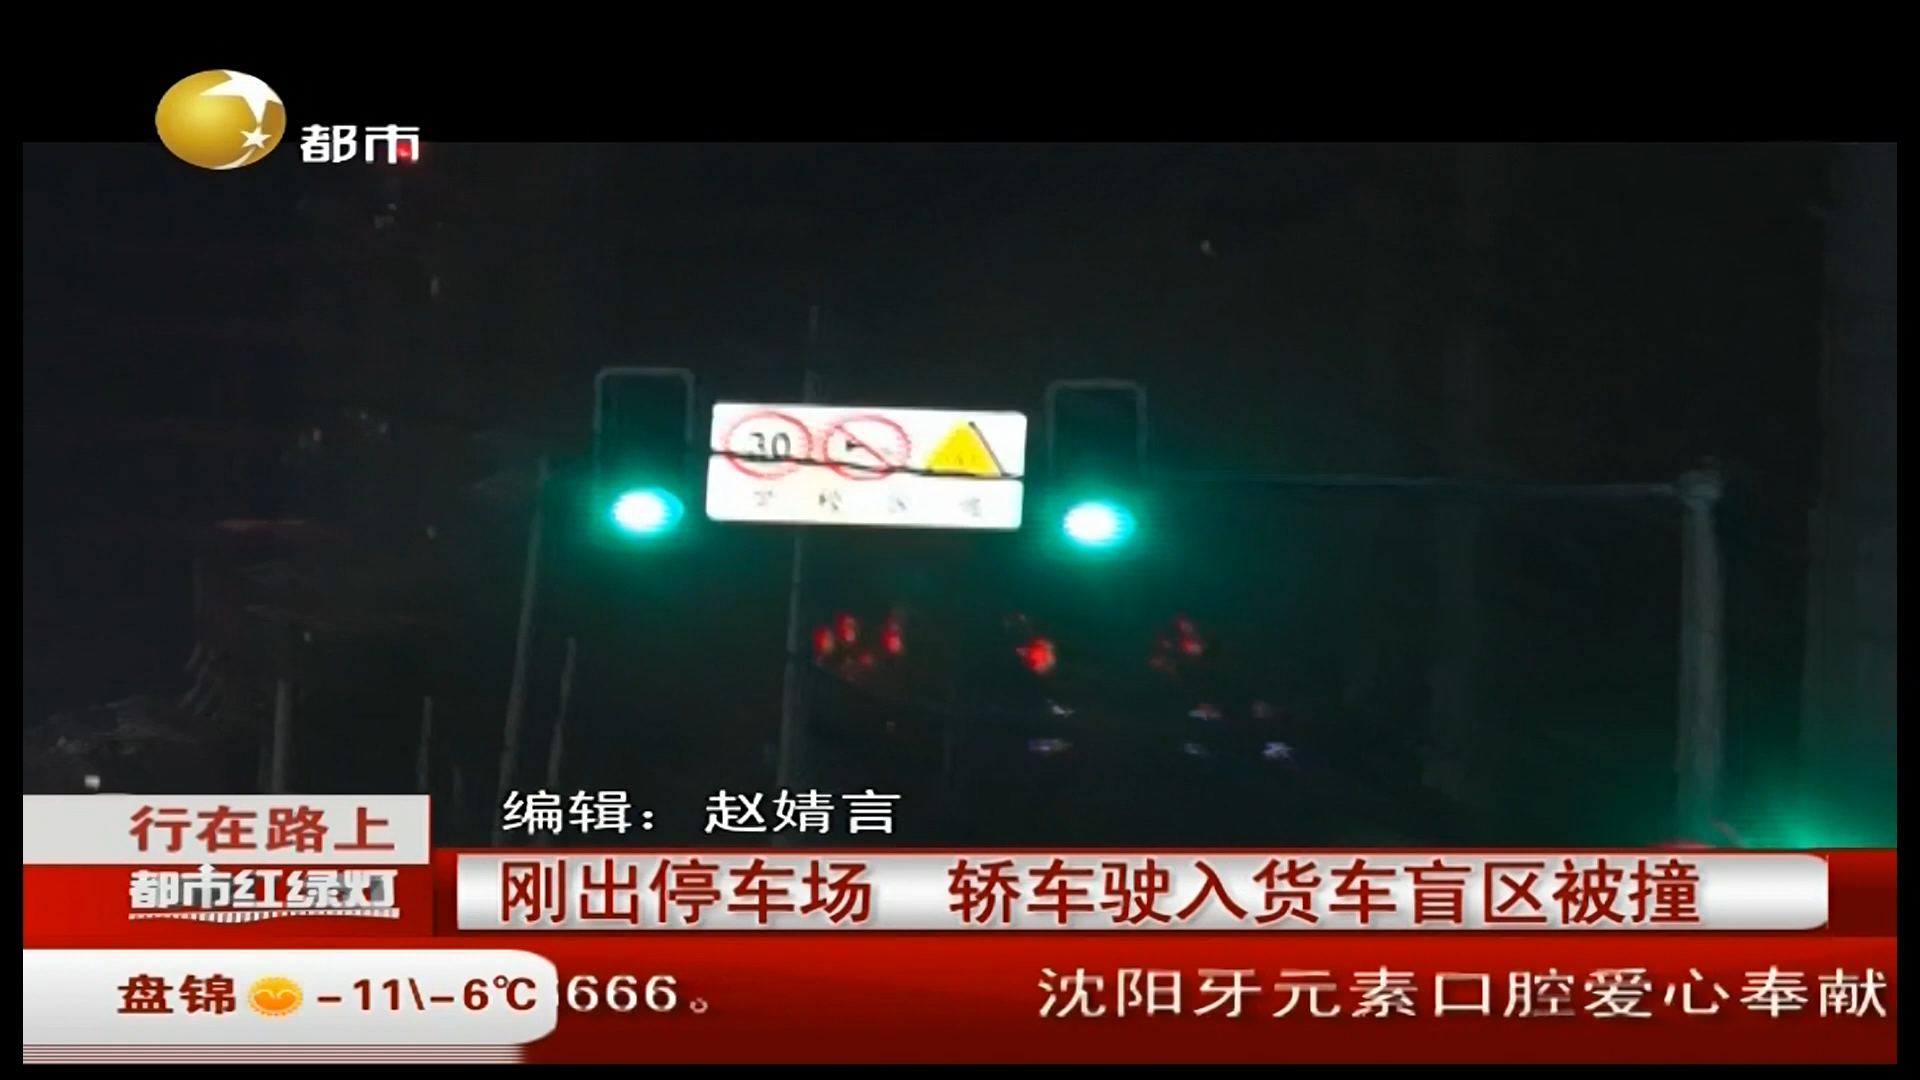 都市
30
编辑：赵婧言
行在路上
都市红绿灯
刚出停车场 轿车驶入货车盲区被撞
盘锦 -11\-6℃
666。 沈阳牙元素口腔爱心奉献